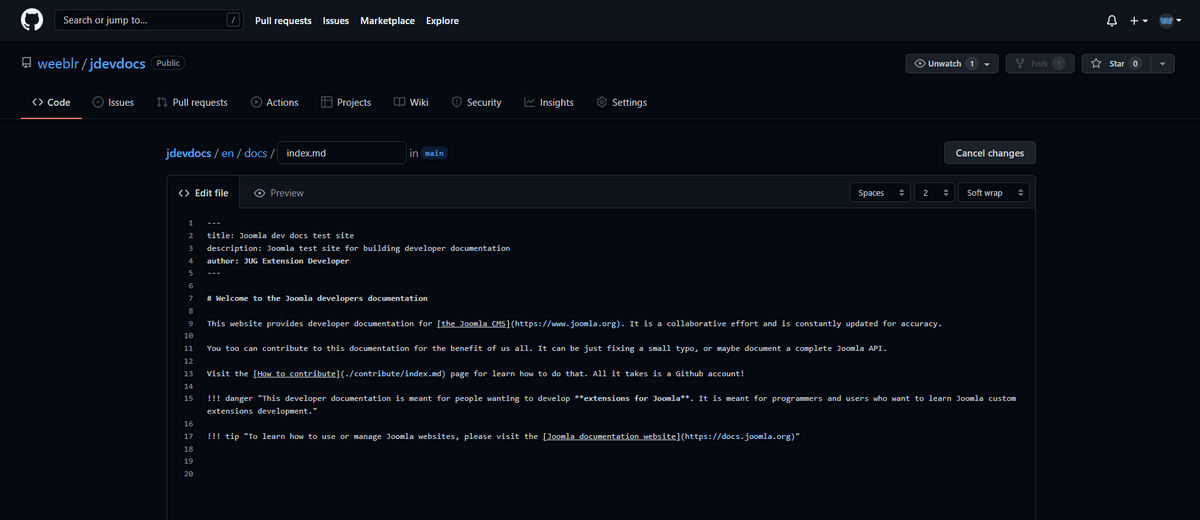 Search or jump to... /
Pull requests Issues Marketplace Explore
weeblr / jdevdocs Public
Unwatch 1 Fork Star 0
Code Issues Pull requests Actions Projects Wiki Security Insights Settings
jdevdocs / en / docs / index.md in main
Cancel changes
Edit file Preview
Spaces 2 Soft wrap
1 ---
2 title: Joomla dev docs test site
3 description: Joomla test site for building developer documentation
4 author: JUG Extension Developer
5 ---
6
7 # Welcome to the Joomla developers documentation
8
9 This website provides developer documentation for [the Joomla CMS](https://www.joomla.org). It is a collaborative effort and is constantly updated for accuracy.
10
11 You too can contribute to this documentation for the benefit of us all. It can be just fixing a small typo, or maybe document a complete Joomla API.
12
13 Visit the [How to contribute](./contribute/index.md) page for learn how to do that. All it takes is a Github account!
14
15 !!! danger "This developer documentation is meant for people wanting to develop **extensions for Joomla**. It is meant for programmers and users who want to learn Joomla custom
extensions development."
16
17 !!! tip "To learn how to use or manage Joomla websites, please visit the [Joomla documentation website](https://docs.joomla.org)"
18
19
20